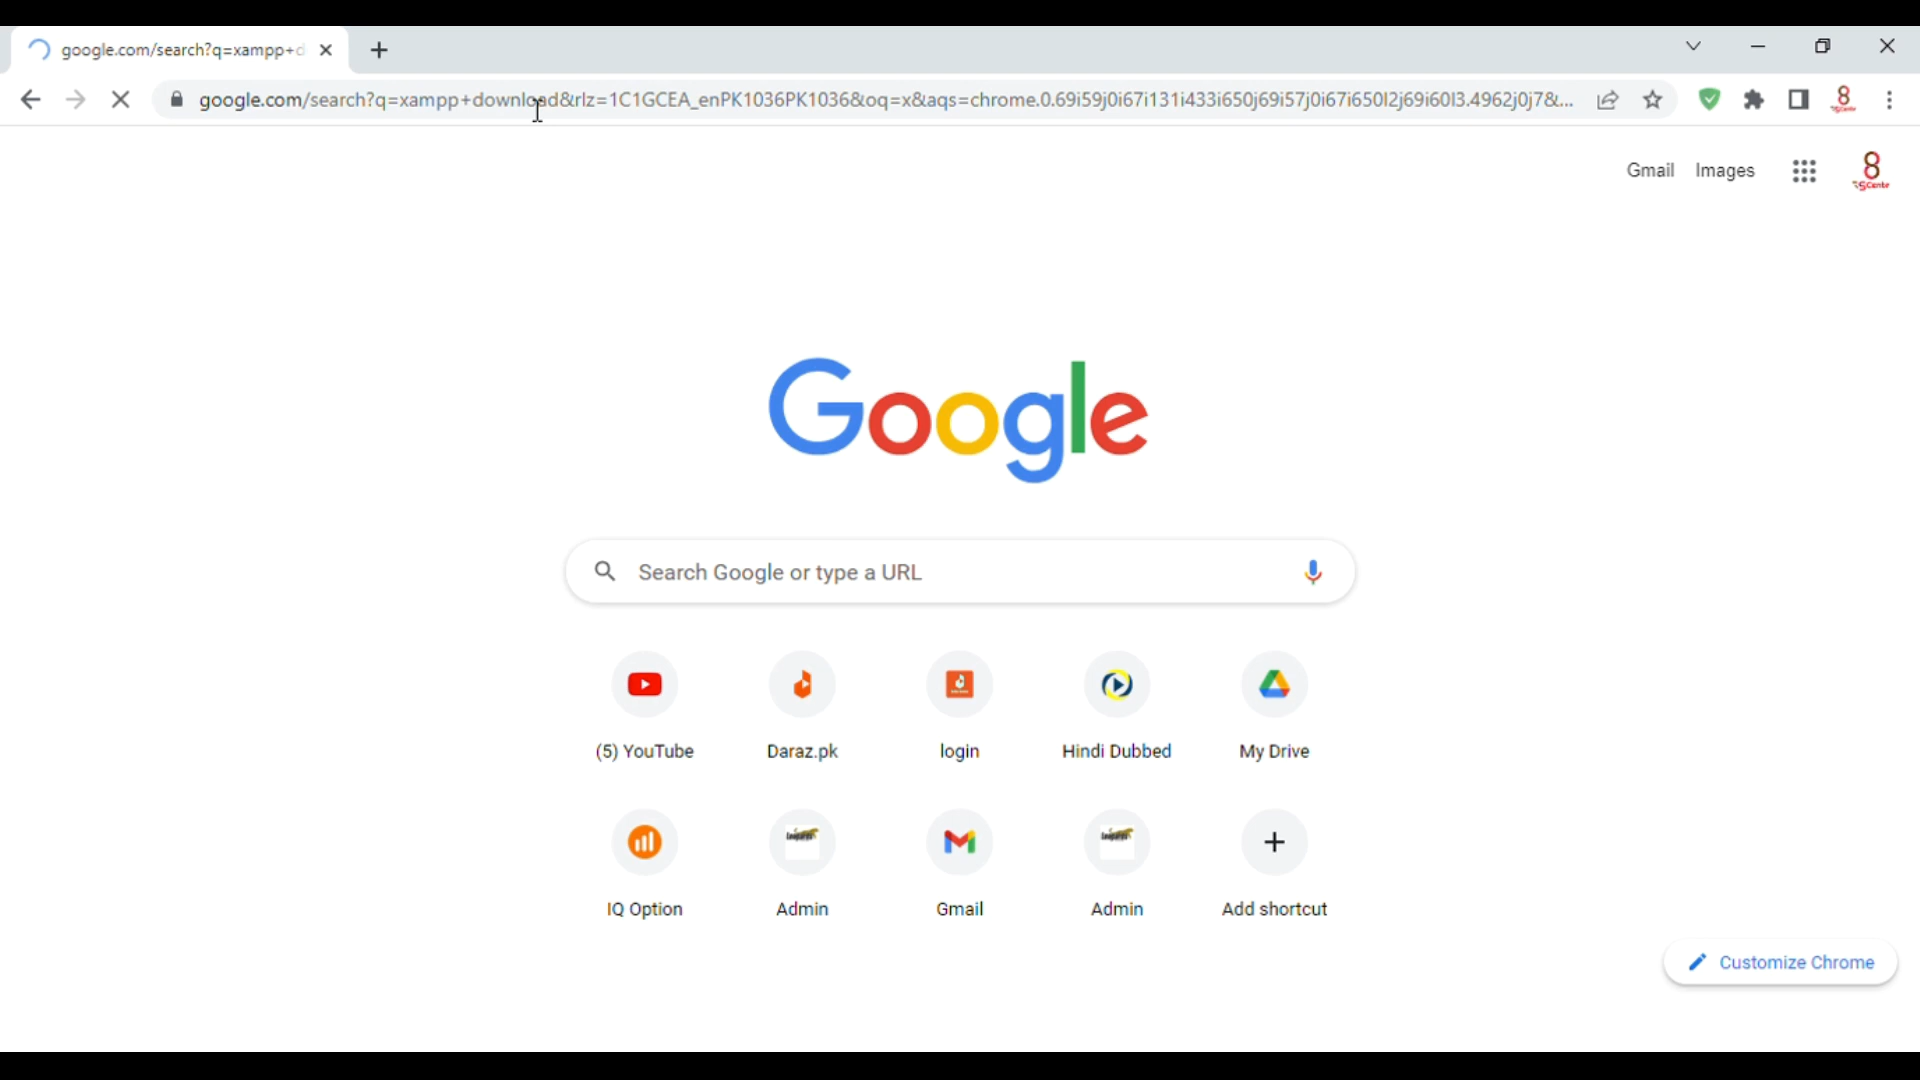 google.com/search?q=xampp+d
google.com/search?q=xampp+download&rlz=1C1GCEA_enPK1036PK1036&oq=x&aqs=chrome.0.69i59j0i67i131i433i650j69i57j0i67i650l2j69i60l3.4962j0j7&...
Gmail Images
Google
Search Google or type a URL
(5) YouTube Daraz.pk login Hindi Dubbed My Drive
IQ Option Admin Gmail Admin Add shortcut
Customize Chrome